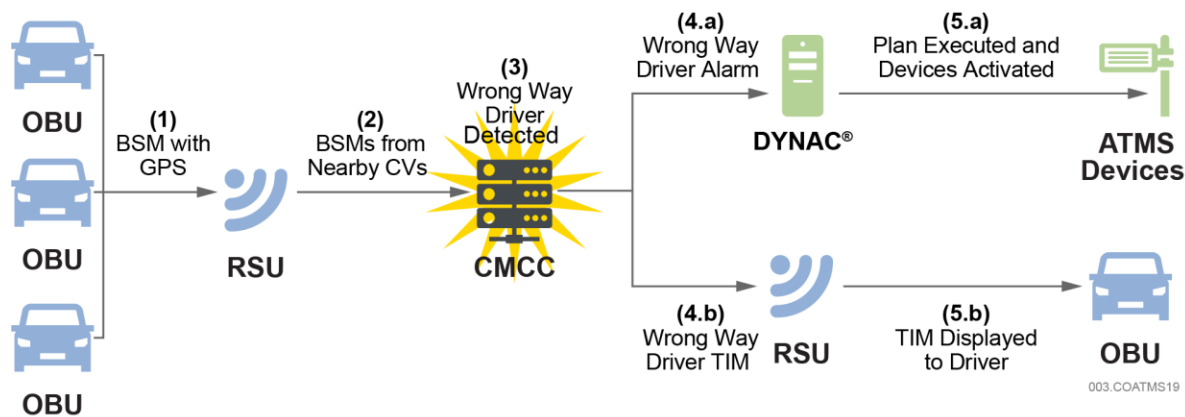 OBU
OBU
OBU
(1)
BSM with
GPS
RSU
(2)
BSMs from
Nearby CVs
(3)
Wrong Way
Driver
Detected
CMCC
(4.a)
Wrong Way
Driver Alarm
DYNAC®
(5.a)
Plan Executed and
Devices Activated
ATMS
Devices
(4.b)
Wrong Way
Driver TIM
RSU
(5.b)
TIM Displayed
to Driver
OBU
003.COATMS19